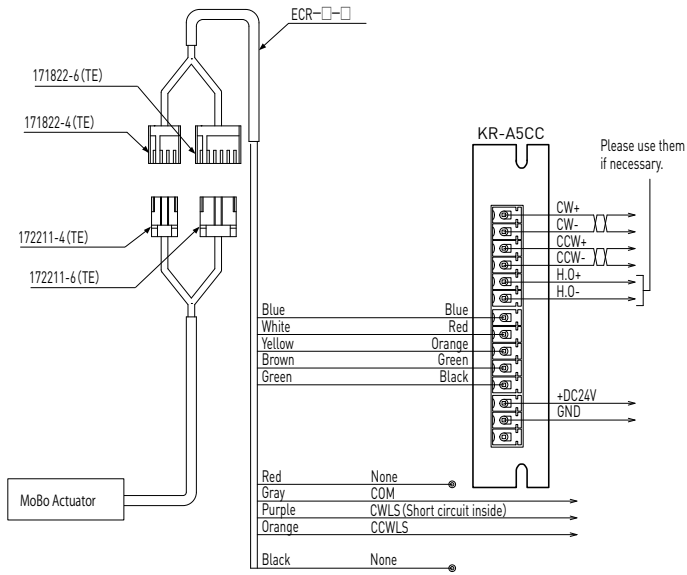 ECR-□-□
171822-6 (TE)
171822-4 (TE)
KR-A5CC
Please use them
if necessary.
172211-4 (TE)
172211-6 (TE)
CW+
CW-
CCW+
CCW-
H.O+
H.O-
Blue Blue
White Red
Yellow Orange
Brown Green
Green Black
+DC24V
GND
MoBo Actuator
Red None
Gray COM
Purple CWLS (Short circuit inside)
Orange CCWLS
Black None